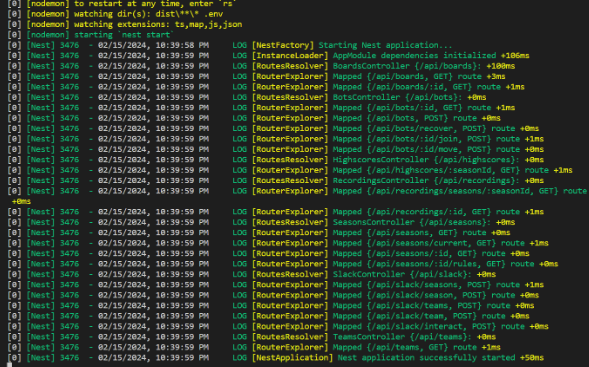 [0] [nodemon] to restart at any time, enter `rs`
[0] [nodemon] watching dir(s): dist\**\* .env
[0] [nodemon] watching extensions: ts,map,js,json
[0] [nodemon] starting `nest start`
[0] [Nest] 3476  - 02/15/2024, 10:39:58 PM     LOG [NestFactory] Starting Nest application...
[0] [Nest] 3476  - 02/15/2024, 10:39:59 PM     LOG [InstanceLoader] AppModule dependencies initialized +106ms
[0] [Nest] 3476  - 02/15/2024, 10:39:59 PM     LOG [RoutesResolver] BoardsController {/api/boards}: +100ms
[0] [Nest] 3476  - 02/15/2024, 10:39:59 PM     LOG [RouterExplorer] Mapped {/api/boards, GET} route +3ms
[0] [Nest] 3476  - 02/15/2024, 10:39:59 PM     LOG [RouterExplorer] Mapped {/api/boards/:id, GET} route +1ms
[0] [Nest] 3476  - 02/15/2024, 10:39:59 PM     LOG [RoutesResolver] BotsController {/api/bots}: +0ms
[0] [Nest] 3476  - 02/15/2024, 10:39:59 PM     LOG [RouterExplorer] Mapped {/api/bots/:id, GET} route +1ms
[0] [Nest] 3476  - 02/15/2024, 10:39:59 PM     LOG [RouterExplorer] Mapped {/api/bots, POST} route +0ms
[0] [Nest] 3476  - 02/15/2024, 10:39:59 PM     LOG [RouterExplorer] Mapped {/api/bots/recover, POST} route +0ms
[0] [Nest] 3476  - 02/15/2024, 10:39:59 PM     LOG [RouterExplorer] Mapped {/api/bots/:id/join, POST} route +1ms
[0] [Nest] 3476  - 02/15/2024, 10:39:59 PM     LOG [RouterExplorer] Mapped {/api/bots/:id/move, POST} route +0ms
[0] [Nest] 3476  - 02/15/2024, 10:39:59 PM     LOG [RoutesResolver] HighscoresController {/api/highscores}: +0ms
[0] [Nest] 3476  - 02/15/2024, 10:39:59 PM     LOG [RouterExplorer] Mapped {/api/highscores/:seasonId, GET} route +1ms
[0] [Nest] 3476  - 02/15/2024, 10:39:59 PM     LOG [RoutesResolver] RecordingsController {/api/recordings}: +0ms
[0] [Nest] 3476  - 02/15/2024, 10:39:59 PM     LOG [RouterExplorer] Mapped {/api/recordings/seasons/:seasonId, GET} route
+0ms
[0] [Nest] 3476  - 02/15/2024, 10:39:59 PM     LOG [RouterExplorer] Mapped {/api/recordings/:id, GET} route +1ms
[0] [Nest] 3476  - 02/15/2024, 10:39:59 PM     LOG [RoutesResolver] SeasonsController {/api/seasons}: +0ms
[0] [Nest] 3476  - 02/15/2024, 10:39:59 PM     LOG [RouterExplorer] Mapped {/api/seasons, GET} route +0ms
[0] [Nest] 3476  - 02/15/2024, 10:39:59 PM     LOG [RouterExplorer] Mapped {/api/seasons/current, GET} route +1ms
[0] [Nest] 3476  - 02/15/2024, 10:39:59 PM     LOG [RouterExplorer] Mapped {/api/seasons/:id, GET} route +0ms
[0] [Nest] 3476  - 02/15/2024, 10:39:59 PM     LOG [RouterExplorer] Mapped {/api/seasons/:id/rules, GET} route +0ms
[0] [Nest] 3476  - 02/15/2024, 10:39:59 PM     LOG [RoutesResolver] SlackController {/api/slack}: +0ms
[0] [Nest] 3476  - 02/15/2024, 10:39:59 PM     LOG [RouterExplorer] Mapped {/api/slack/seasons, POST} route +1ms
[0] [Nest] 3476  - 02/15/2024, 10:39:59 PM     LOG [RouterExplorer] Mapped {/api/slack/season, POST} route +0ms
[0] [Nest] 3476  - 02/15/2024, 10:39:59 PM     LOG [RouterExplorer] Mapped {/api/slack/teams, POST} route +0ms
[0] [Nest] 3476  - 02/15/2024, 10:39:59 PM     LOG [RouterExplorer] Mapped {/api/slack/team, POST} route +0ms
[0] [Nest] 3476  - 02/15/2024, 10:39:59 PM     LOG [RouterExplorer] Mapped {/api/slack/interact, POST} route +0ms
[0] [Nest] 3476  - 02/15/2024, 10:39:59 PM     LOG [RoutesResolver] TeamsController {/api/teams}: +0ms
[0] [Nest] 3476  - 02/15/2024, 10:39:59 PM     LOG [RouterExplorer] Mapped {/api/teams, GET} route +1ms
[0] [Nest] 3476  - 02/15/2024, 10:39:59 PM     LOG [NestApplication] Nest application successfully started +50ms